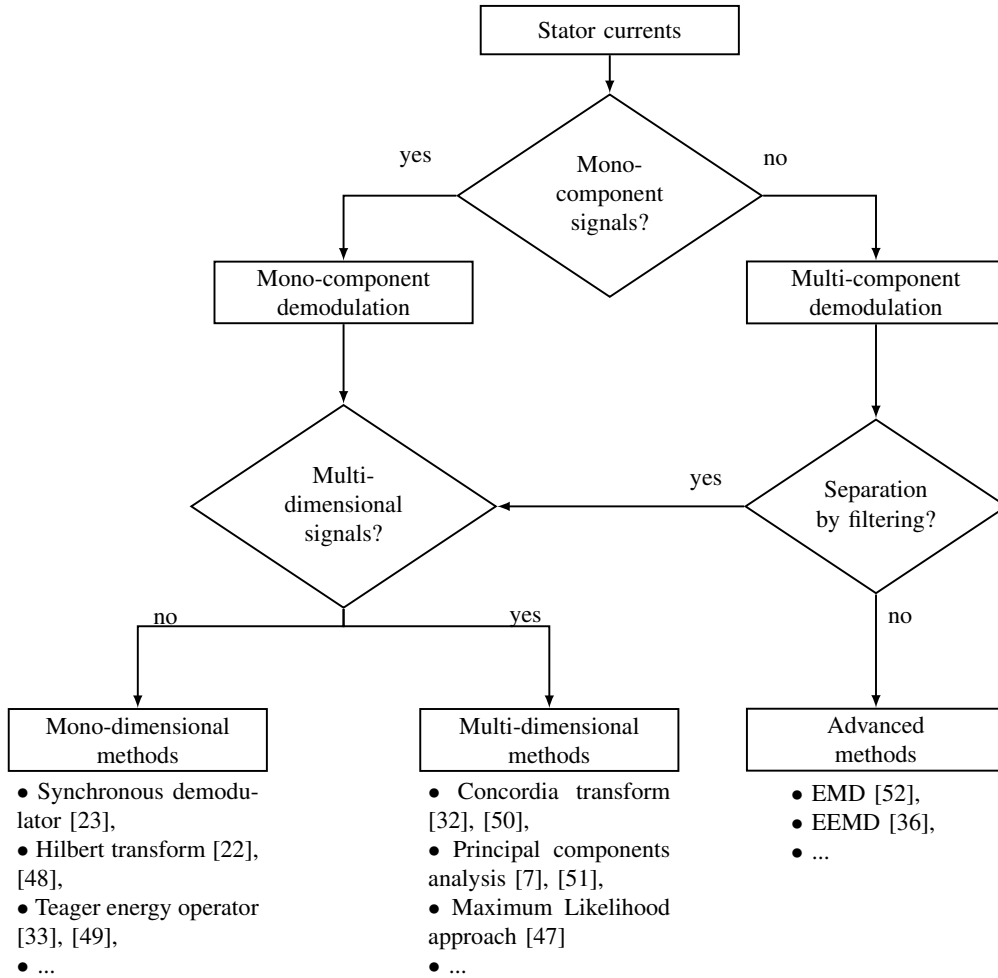 Stator currents
yes
no
Mono-
component
signals?
Mono-component
demodulation
Multi-component
demodulation
Multi-
dimensional
signals?
yes
Separation
by filtering?
no
yes
no
Mono-dimensional
methods
Multi-dimensional
methods
Advanced
methods
• Synchronous demodu-
lator [23],
• Hilbert transform [22],
[48],
• Teager energy operator
[33], [49],
• ...
• Concordia transform
[32], [50],
• Principal components
analysis [7], [51],
• Maximum Likelihood
approach [47]
• ...
• EMD [52],
• EEMD [36],
• ...